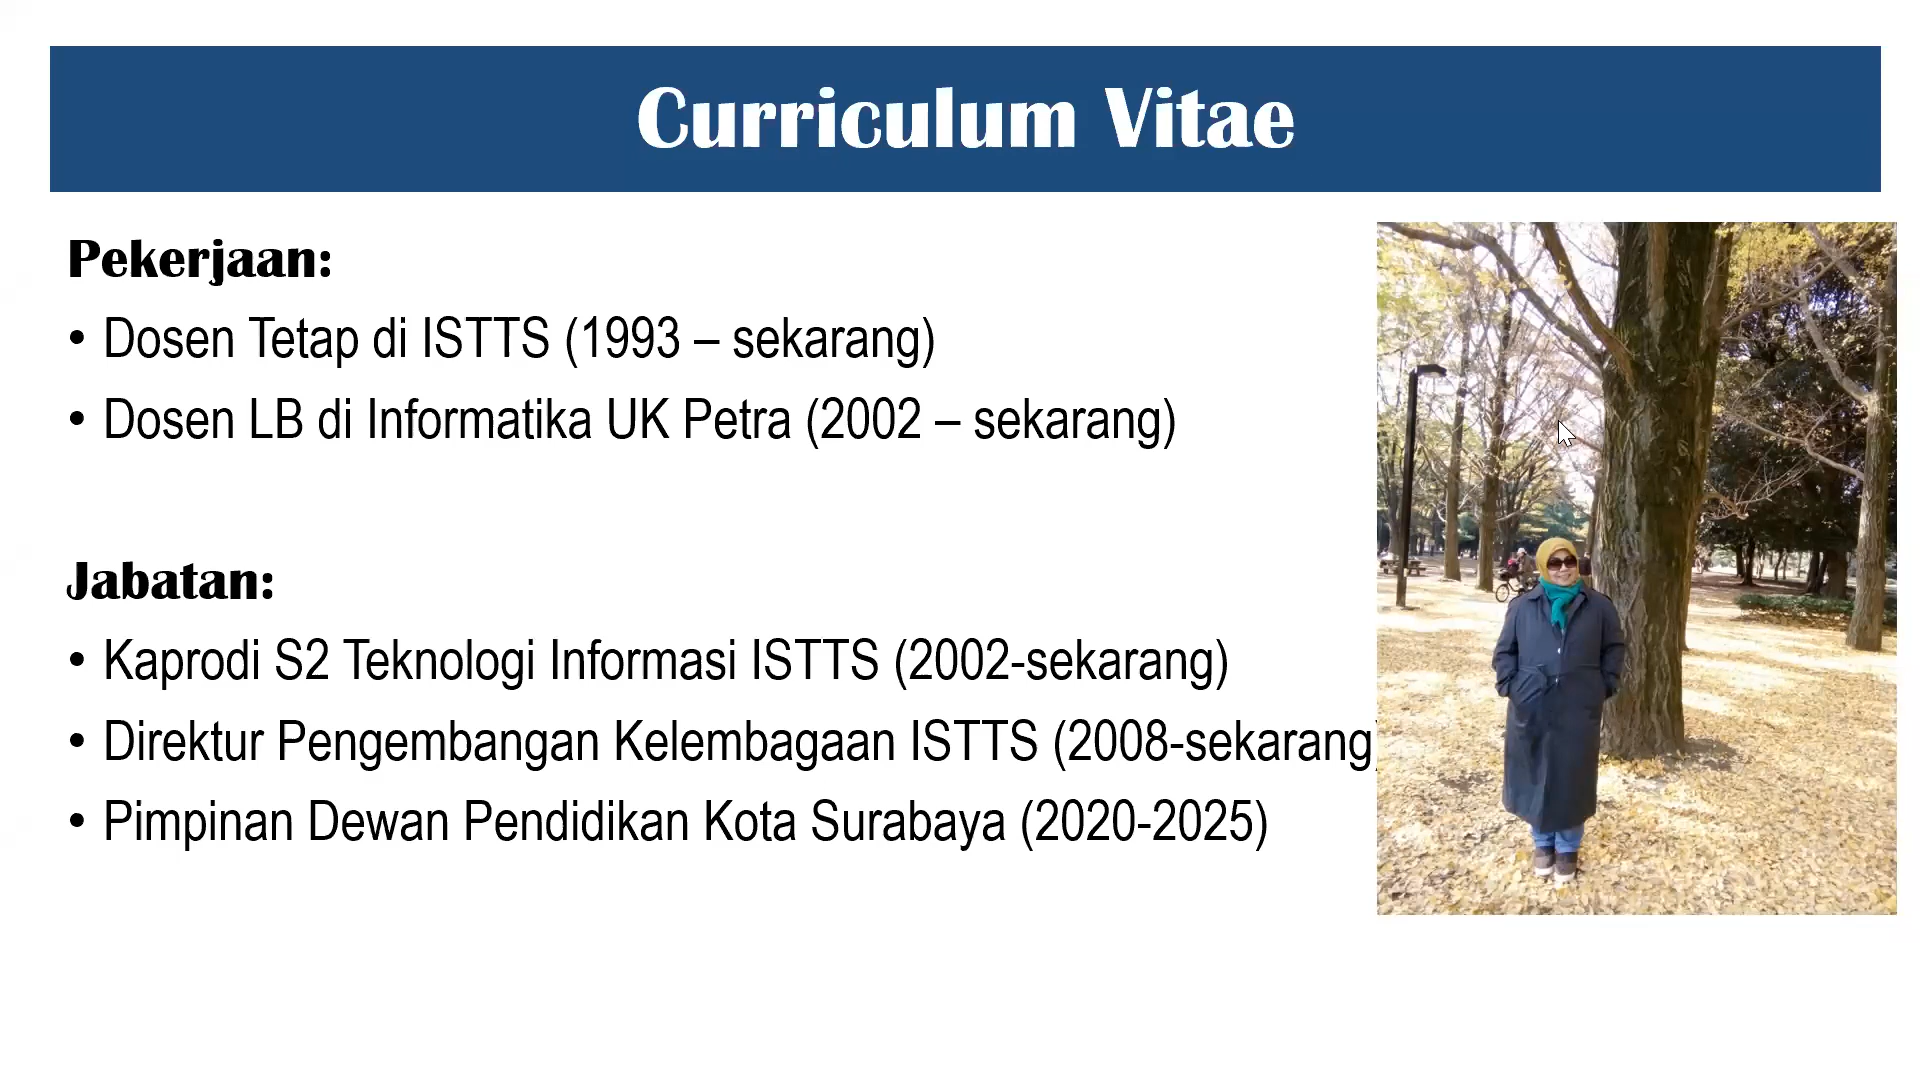 Curriculum Vitae
Pekerjaan:
• Dosen Tetap di ISTTS (1993 – sekarang)
• Dosen LB di Informatika UK Petra (2002 – sekarang)
Jabatan:
• Kaprodi S2 Teknologi Informasi ISTTS (2002-sekarang)
• Direktur Pengembangan Kelembagaan ISTTS (2008-sekarang)
• Pimpinan Dewan Pendidikan Kota Surabaya (2020-2025)